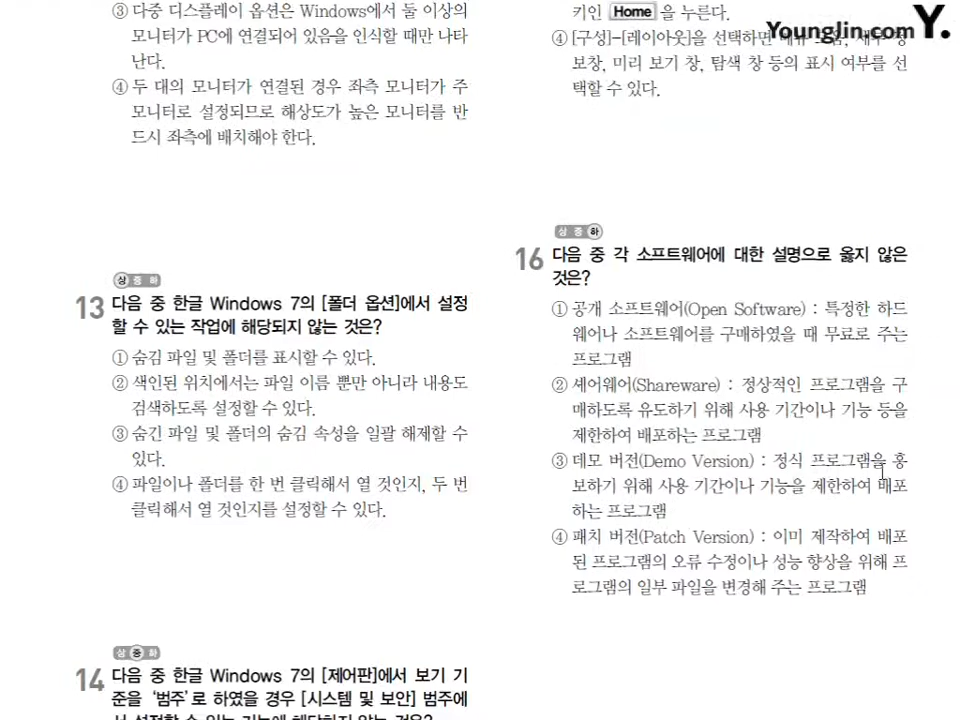 ③ 다중 디스플레이 옵션은 Windows에서 둘 이상의
모니터가 PC에 연결되어 있음을 인식할 때만 나타
난다.
④ 두 대의 모니터가 연결된 경우 좌측 모니터가 주
모니터로 설정되므로 해상도가 높은 모니터를 반
드시 좌측에 배치해야 한다.
상 중 하
13 다음 중 한글 Windows 7의 [폴더 옵션]에서 설정
할 수 있는 작업에 해당되지 않는 것은?
① 숨김 파일 및 폴더를 표시할 수 있다.
② 색인된 위치에서는 파일 이름 뿐만 아니라 내용도
검색하도록 설정할 수 있다.
③ 숨긴 파일 및 폴더의 숨김 속성을 일괄 해제할 수
있다.
④ 파일이나 폴더를 한 번 클릭해서 열 것인지, 두 번
클릭해서 열 것인지를 설정할 수 있다.
상 중 하
14 다음 중 한글 Windows 7의 [제어판]에서 보기 기
준을 '범주'로 하였을 경우 [시스템 및 보안] 범주에
서 설정할 수 있는 기능에 해당하지 않는 것은?
키인 Home 을 누른다.
Younglin.com Y.
④ [구성]-[레이아웃]을 선택하면
보창, 미리 보기 창, 탐색 창 등의 표시 여부를 선
택할 수 있다.
상 중 하
16 다음 중 각 소프트웨어에 대한 설명으로 옳지 않은
것은?
① 공개 소프트웨어(Open Software) : 특정한 하드
웨어나 소프트웨어를 구매하였을 때 무료로 주는
프로그램
② 셰어웨어(Shareware) : 정상적인 프로그램을 구
매하도록 유도하기 위해 사용 기간이나 기능 등을
제한하여 배포하는 프로그램
③ 데모 버전(Demo Version) : 정식 프로그램을 홍
보하기 위해 사용 기간이나 기능을 제한하여 배포
하는 프로그램
④ 패치 버전(Patch Version) : 이미 제작하여 배포
된 프로그램의 오류 수정이나 성능 향상을 위해 프
로그램의 일부 파일을 변경해 주는 프로그램